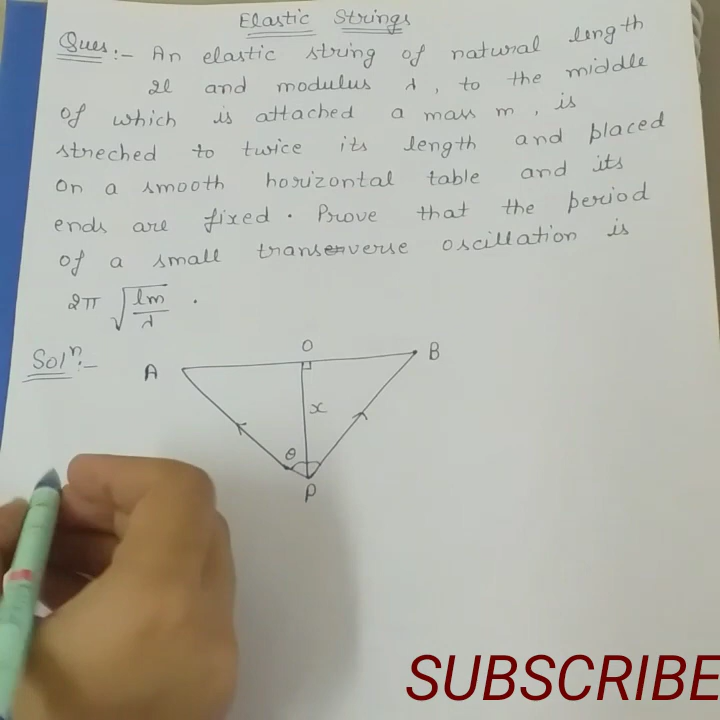 Elastic Strings
Ques:- An elastic string of natural length
2l and modulus λ, to the middle
of which is attached a mass m, is
streched to twice its length and placed
on a smooth horizontal table and its
ends are fixed. Prove that the period
of a small transverse oscillation is
2π √(lm/λ).
Solⁿ:-
A O B
x
θ
P
SUBSCRIBE